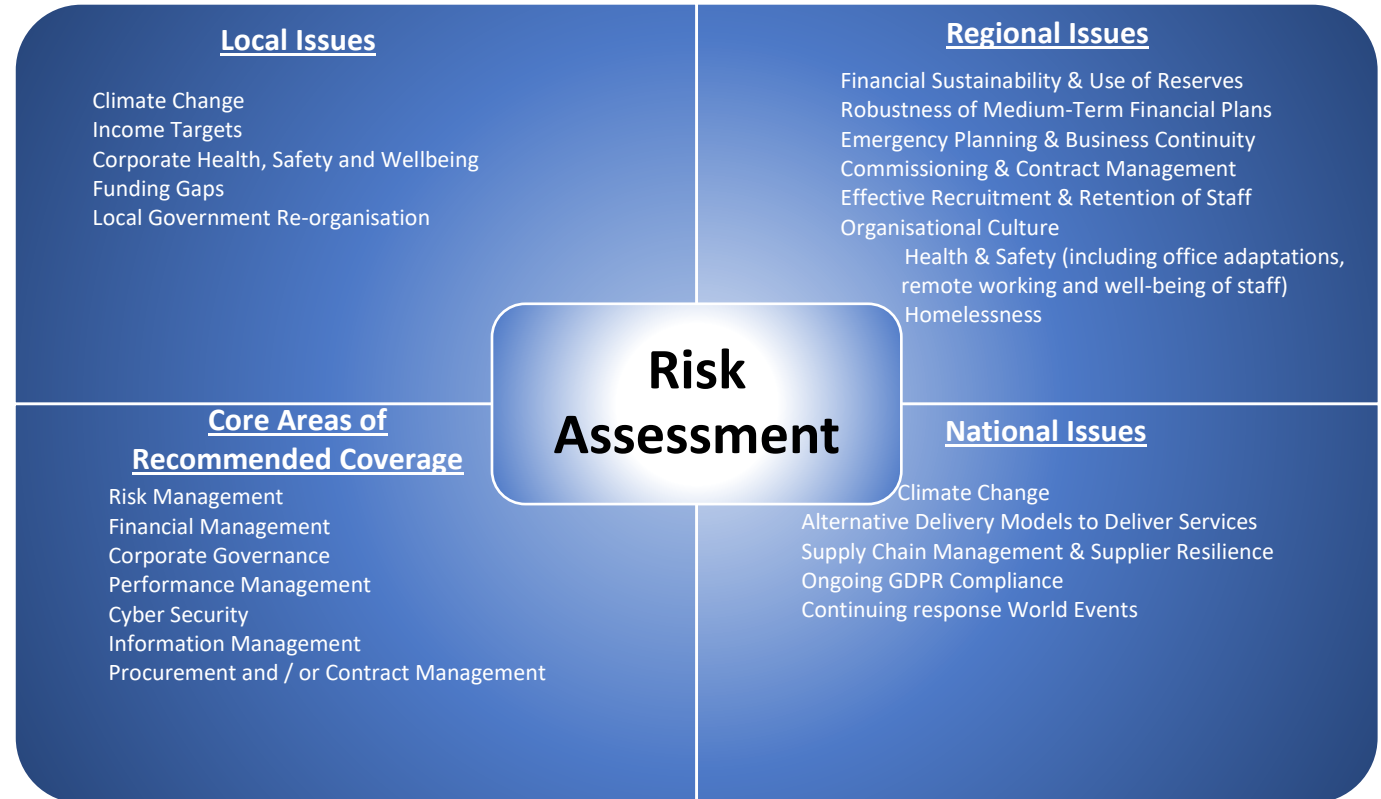 Local Issues
Climate Change
Income Targets
Corporate Health, Safety and Wellbeing
Funding Gaps
Local Government Re-organisation
Regional Issues
Financial Sustainability & Use of Reserves
Robustness of Medium-Term Financial Plans
Emergency Planning & Business Continuity
Commissioning & Contract Management
Effective Recruitment & Retention of Staff
Organisational Culture
Health & Safety (including office adaptations,
remote working and well-being of staff)
Homelessness
Risk
Assessment
Core Areas of
Recommended Coverage
Risk Management
Financial Management
Corporate Governance
Performance Management
Cyber Security
Information Management
Procurement and / or Contract Management
National Issues
Climate Change
Alternative Delivery Models to Deliver Services
Supply Chain Management & Supplier Resilience
Ongoing GDPR Compliance
Continuing response World Events